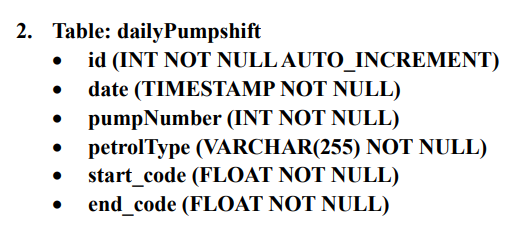 2. Table: dailyPumpshift
• id (INT NOT NULL AUTO_INCREMENT)
• date (TIMESTAMP NOT NULL)
• pumpNumber (INT NOT NULL)
• petrolType (VARCHAR(255) NOT NULL)
• start_code (FLOAT NOT NULL)
• end_code (FLOAT NOT NULL)